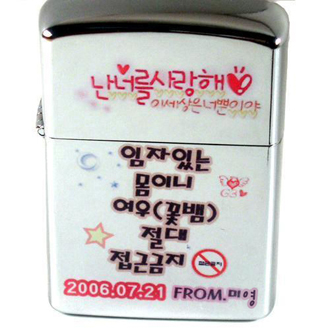 난너를사랑해
이세상은너뿐이야
임자있는
몸이니
여우(꽃뱀)
절대
접근금지
2006.07.21 FROM.미영